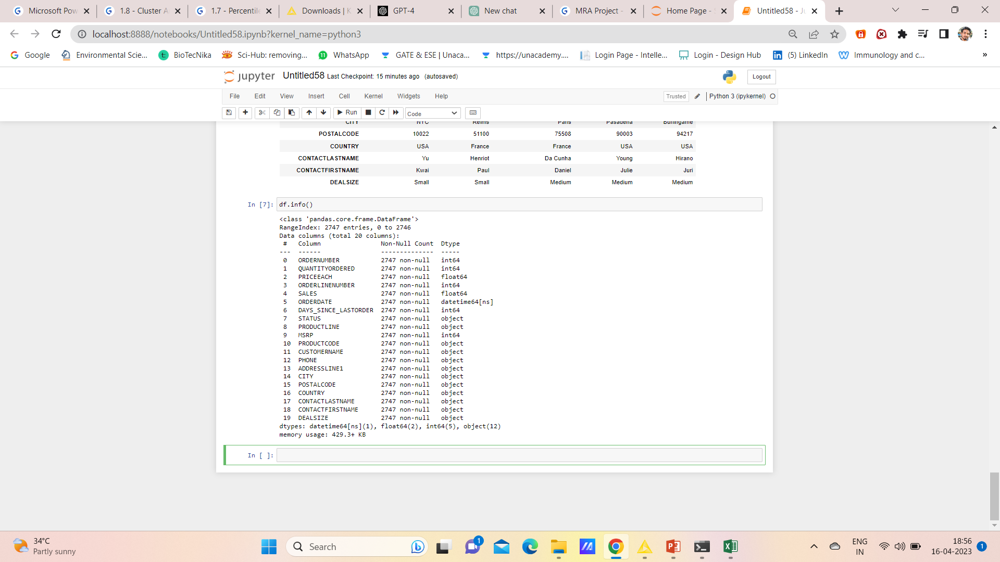 Microsoft Pow
1.8 - Cluster A
1.7 - Percentile
Downloads | K
GPT-4
New chat
MRA Project -
Home Page -
Untitled58 - Ju
localhost:8888/notebooks/Untitled58.ipynb?kernel_name=python3
Google
Environmental Scie...
BioTecNika
Sci-Hub: removing...
WhatsApp
GATE & ESE | Unaca...
https://unacademy....
Login Page - Intelle...
Login - Design Hub
(5) LinkedIn
Immunology and c...
»
jupyter Untitled58 Last Checkpoint: 15 minutes ago (autosaved)
Logout
File Edit View Insert Cell Kernel Widgets Help
Trusted
Python 3 (ipykernel)
Run
Code
CITY NYC Reims Paris Pasadena Burlingame
POSTALCODE 10022 51100 75508 90003 94217
COUNTRY USA France France USA USA
CONTACTLASTNAME Yu Henriot Da Cunha Young Hirano
CONTACTFIRSTNAME Kwai Paul Daniel Julie Juri
DEALSIZE Small Small Medium Medium Medium
In [7]: df.info()
<class 'pandas.core.frame.DataFrame'>
RangeIndex: 2747 entries, 0 to 2746
Data columns (total 20 columns):
# Column Non-Null Count Dtype
--- ------ -------------- -----
0 ORDERNUMBER 2747 non-null int64
1 QUANTITYORDERED 2747 non-null int64
2 PRICEEACH 2747 non-null float64
3 ORDERLINENUMBER 2747 non-null int64
4 SALES 2747 non-null float64
5 ORDERDATE 2747 non-null datetime64[ns]
6 DAYS_SINCE_LASTORDER 2747 non-null int64
7 STATUS 2747 non-null object
8 PRODUCTLINE 2747 non-null object
9 MSRP 2747 non-null int64
10 PRODUCTCODE 2747 non-null object
11 CUSTOMERNAME 2747 non-null object
12 PHONE 2747 non-null object
13 ADDRESSLINE1 2747 non-null object
14 CITY 2747 non-null object
15 POSTALCODE 2747 non-null object
16 COUNTRY 2747 non-null object
17 CONTACTLASTNAME 2747 non-null object
18 CONTACTFIRSTNAME 2747 non-null object
19 DEALSIZE 2747 non-null object
dtypes: datetime64[ns](1), float64(2), int64(5), object(12)
memory usage: 429.3+ KB
In [ ]:
34°C
Partly sunny
Search
1
ENG
IN
18:56
16-04-2023
1